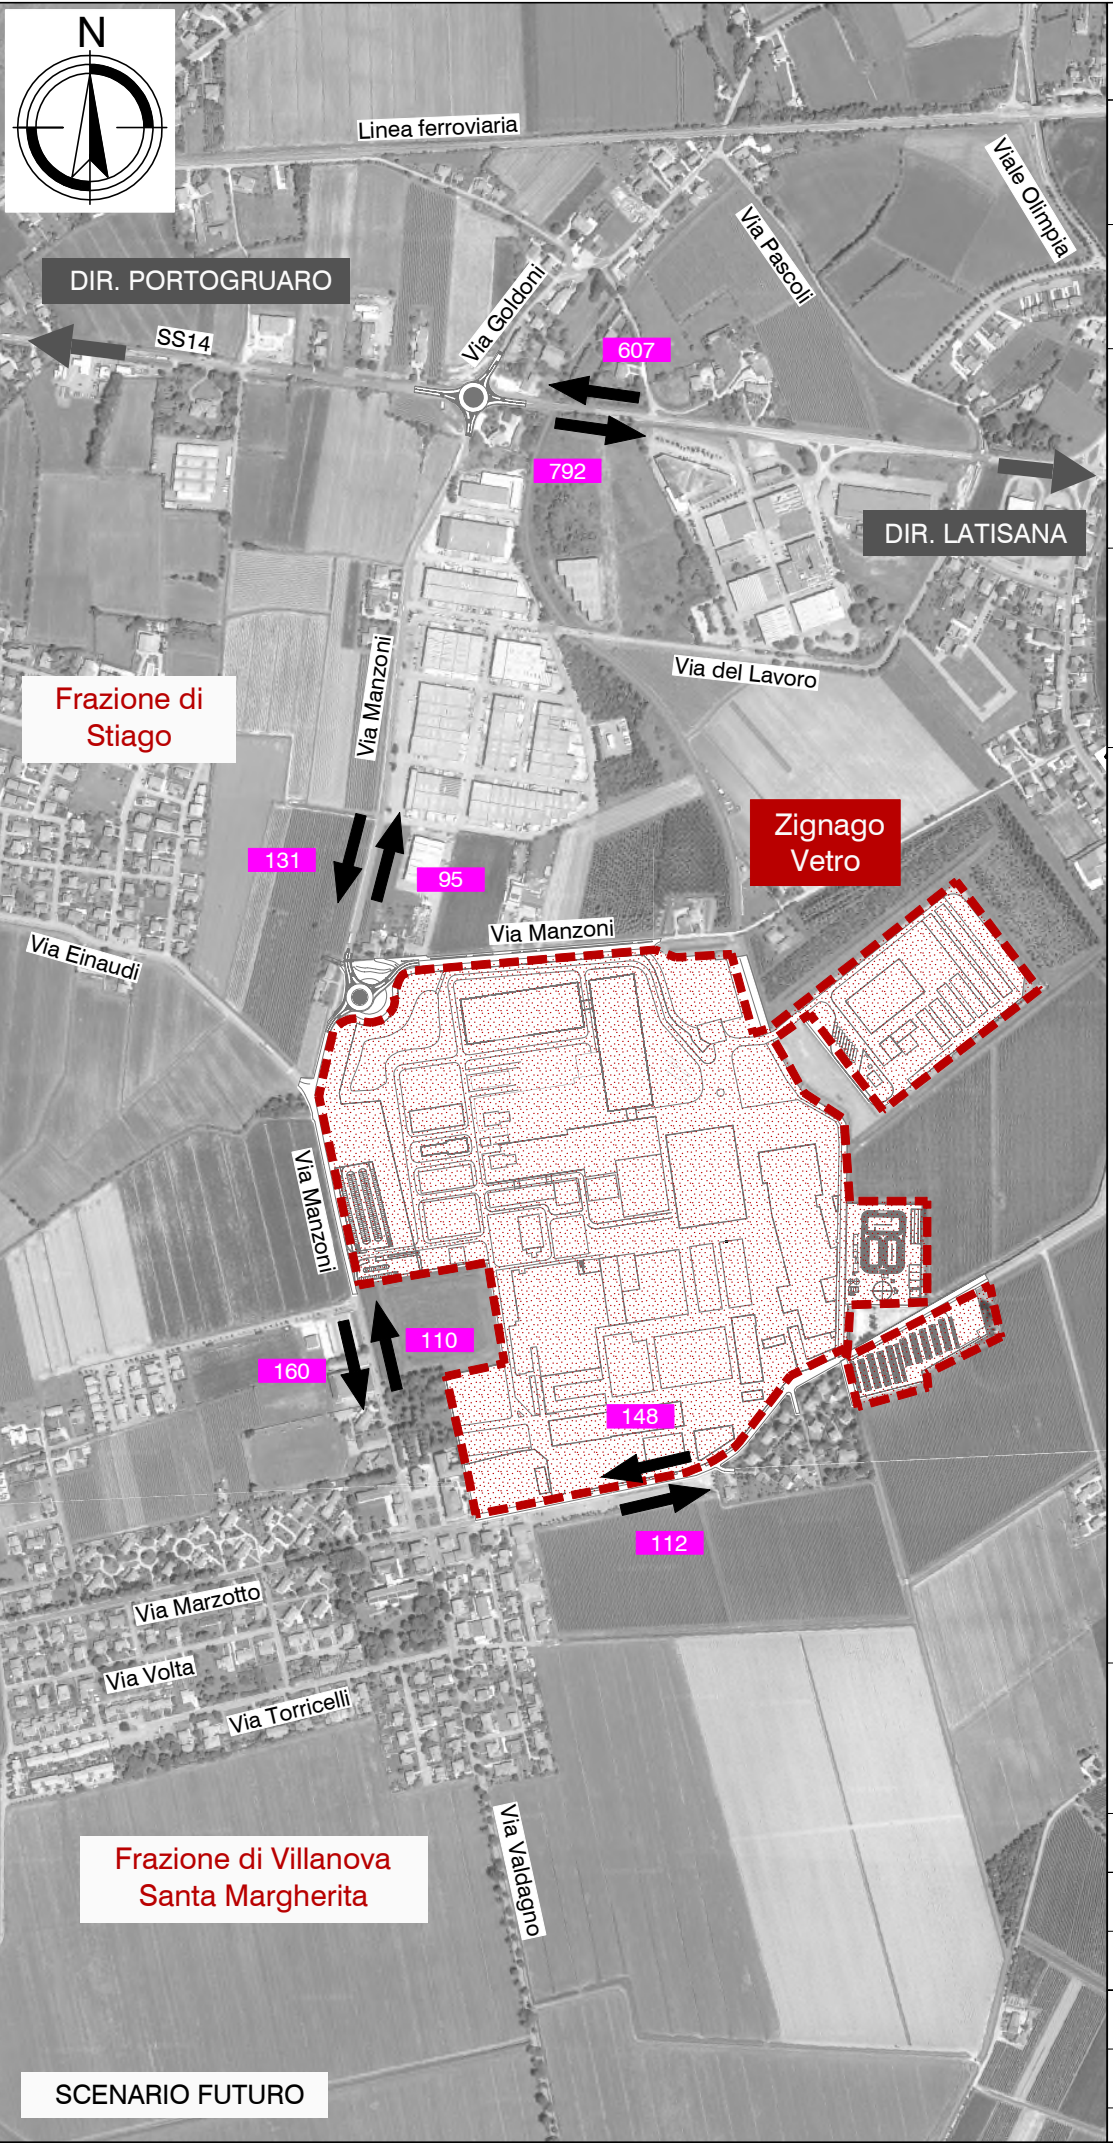 N
Linea ferroviaria
Viale Olimpia
Via Pascoli
DIR. PORTOGRUARO
Via Goldoni
SS14
607
792
DIR. LATISANA
Via Manzoni
Via del Lavoro
Frazione di
Stiago
Zignago
Vetro
131
95
Via Manzoni
Via Einaudi
Via Manzoni
110
160
148
112
Via Marzotto
Via Volta
Via Torricelli
Via Valdagno
Frazione di Villanova
Santa Margherita
SCENARIO FUTURO